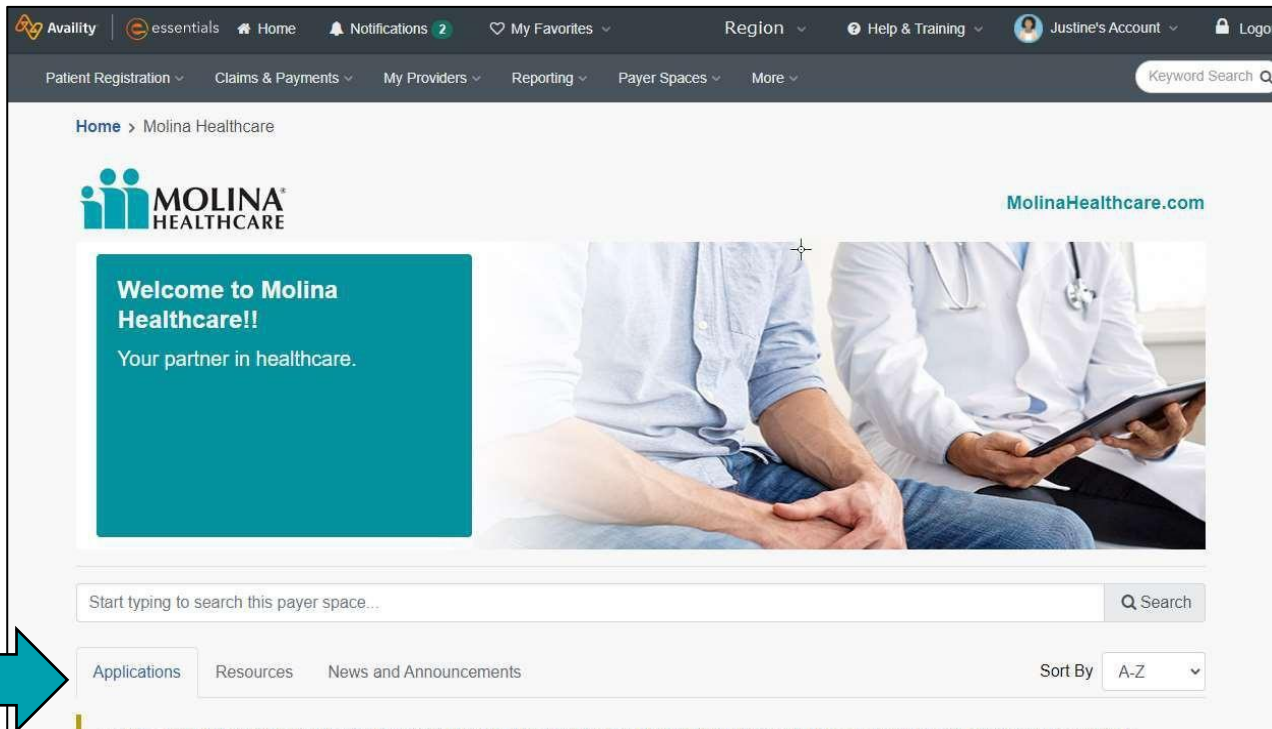 Availity essentials Home Notifications 2 My Favorites Region Help & Training Justine's Account Logo
Patient Registration Claims & Payments My Providers Reporting Payer Spaces More Keyword Search
Home > Molina Healthcare
MOLINA®
HEALTHCARE
MolinaHealthcare.com
Welcome to Molina
Healthcare!!
Your partner in healthcare.
Start typing to search this payer space... Search
Applications Resources News and Announcements Sort By A-Z